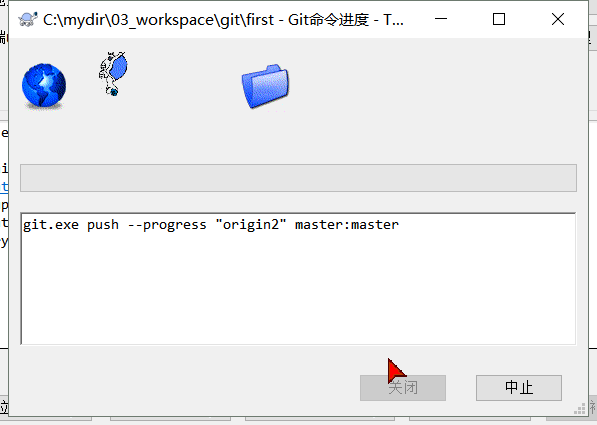 C:\mydir\03_workspace\git\first - Git命令进度 - T...
git.exe push --progress "origin2" master:master
关闭
中止